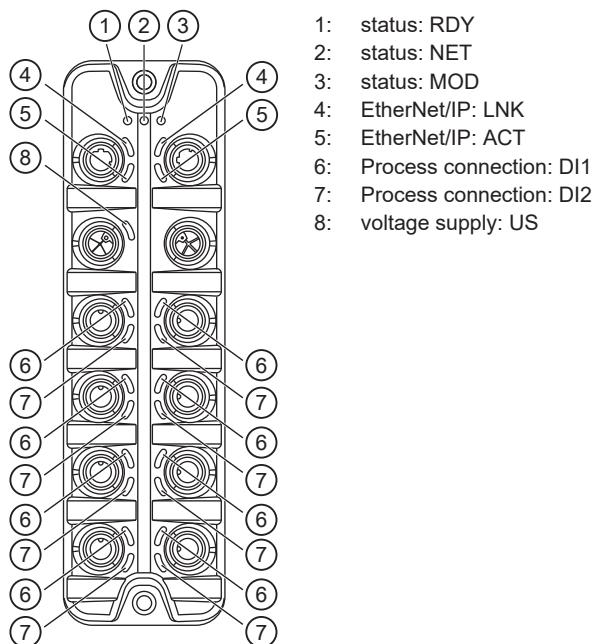 1 2 3
1: status: RDY
2: status: NET
3: status: MOD
4: EtherNet/IP: LNK
5: EtherNet/IP: ACT
6: Process connection: DI1
7: Process connection: DI2
8: voltage supply: US
4 4
5 5
8
6 6
7 7
6 6
7 7
6 6
7 7
6 6
7 7